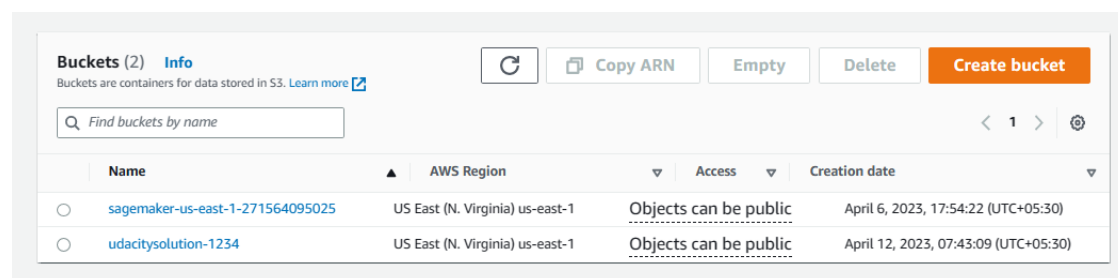 Buckets (2) Info
Buckets are containers for data stored in S3. Learn more
Copy ARN Empty Delete Create bucket
Find buckets by name
1
Name AWS Region Access Creation date
sagemaker-us-east-1-271564095025 US East (N. Virginia) us-east-1 Objects can be public April 6, 2023, 17:54:22 (UTC+05:30)
udacitysolution-1234 US East (N. Virginia) us-east-1 Objects can be public April 12, 2023, 07:43:09 (UTC+05:30)